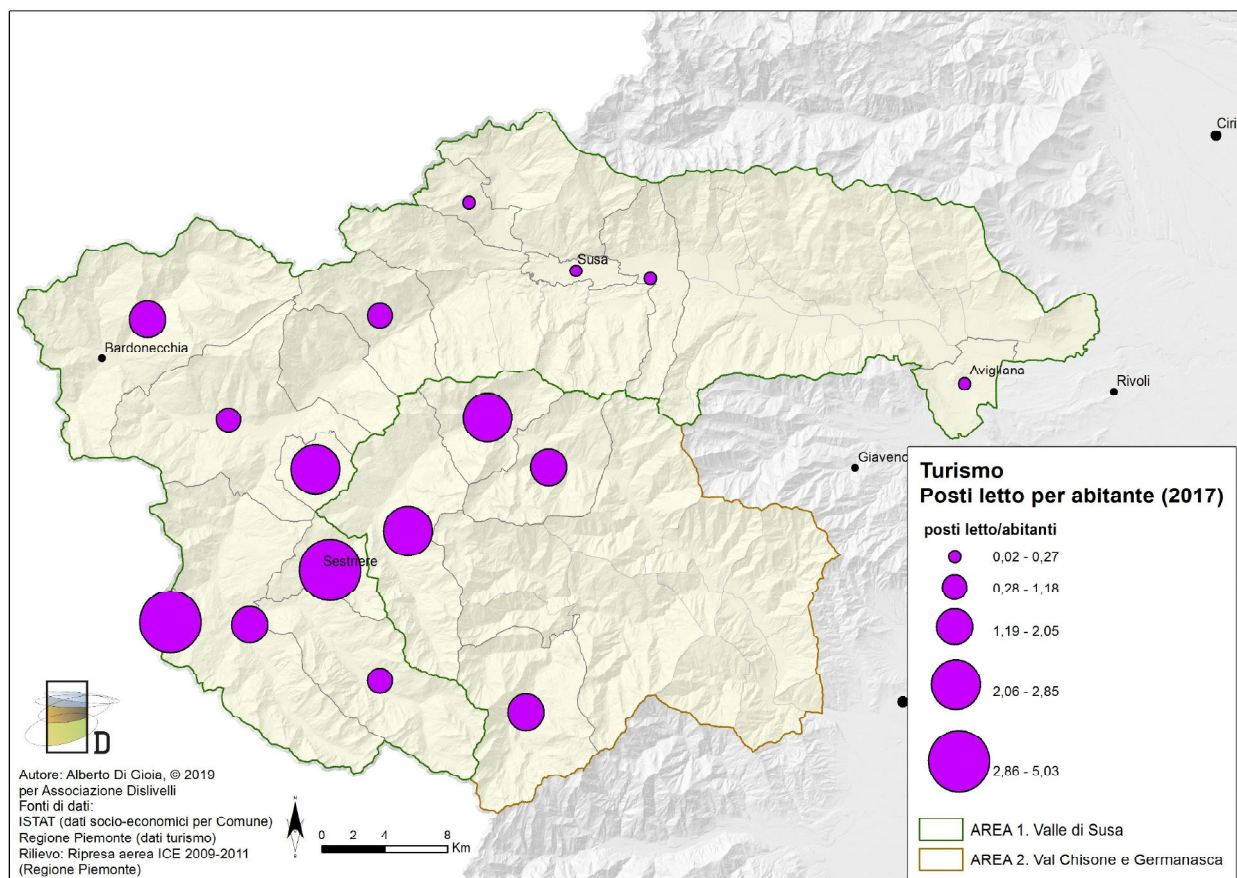 Ciri
Susa
Bardonecchia
Avigliana
Rivoli
Giaveno
Sestriere
Turismo
Posti letto per abitante (2017)
posti letto/abitanti
0,02 - 0,27
0,28 - 1,18
1,19 - 2,05
2,06 - 2,85
2,86 - 5,03
AREA 1. Valle di Susa
AREA 2. Val Chisone e Germanasca
D
Autore: Alberto Di Gioia, © 2019
per Associazione Dislivelli
Fonti di dati:
ISTAT (dati socio-economici per Comune)
Regione Piemonte (dati turismo)
Rilievo: Ripresa aerea ICE 2009-2011
(Regione Piemonte)
N
S
0 2 4 8
Km